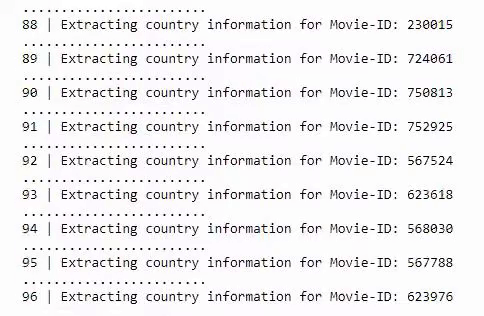 ........................
88 | Extracting country information for Movie-ID: 230015
........................
89 | Extracting country information for Movie-ID: 724061
........................
90 | Extracting country information for Movie-ID: 750813
........................
91 | Extracting country information for Movie-ID: 752925
........................
92 | Extracting country information for Movie-ID: 567524
........................
93 | Extracting country information for Movie-ID: 623618
........................
94 | Extracting country information for Movie-ID: 568030
........................
95 | Extracting country information for Movie-ID: 567788
........................
96 | Extracting country information for Movie-ID: 623976